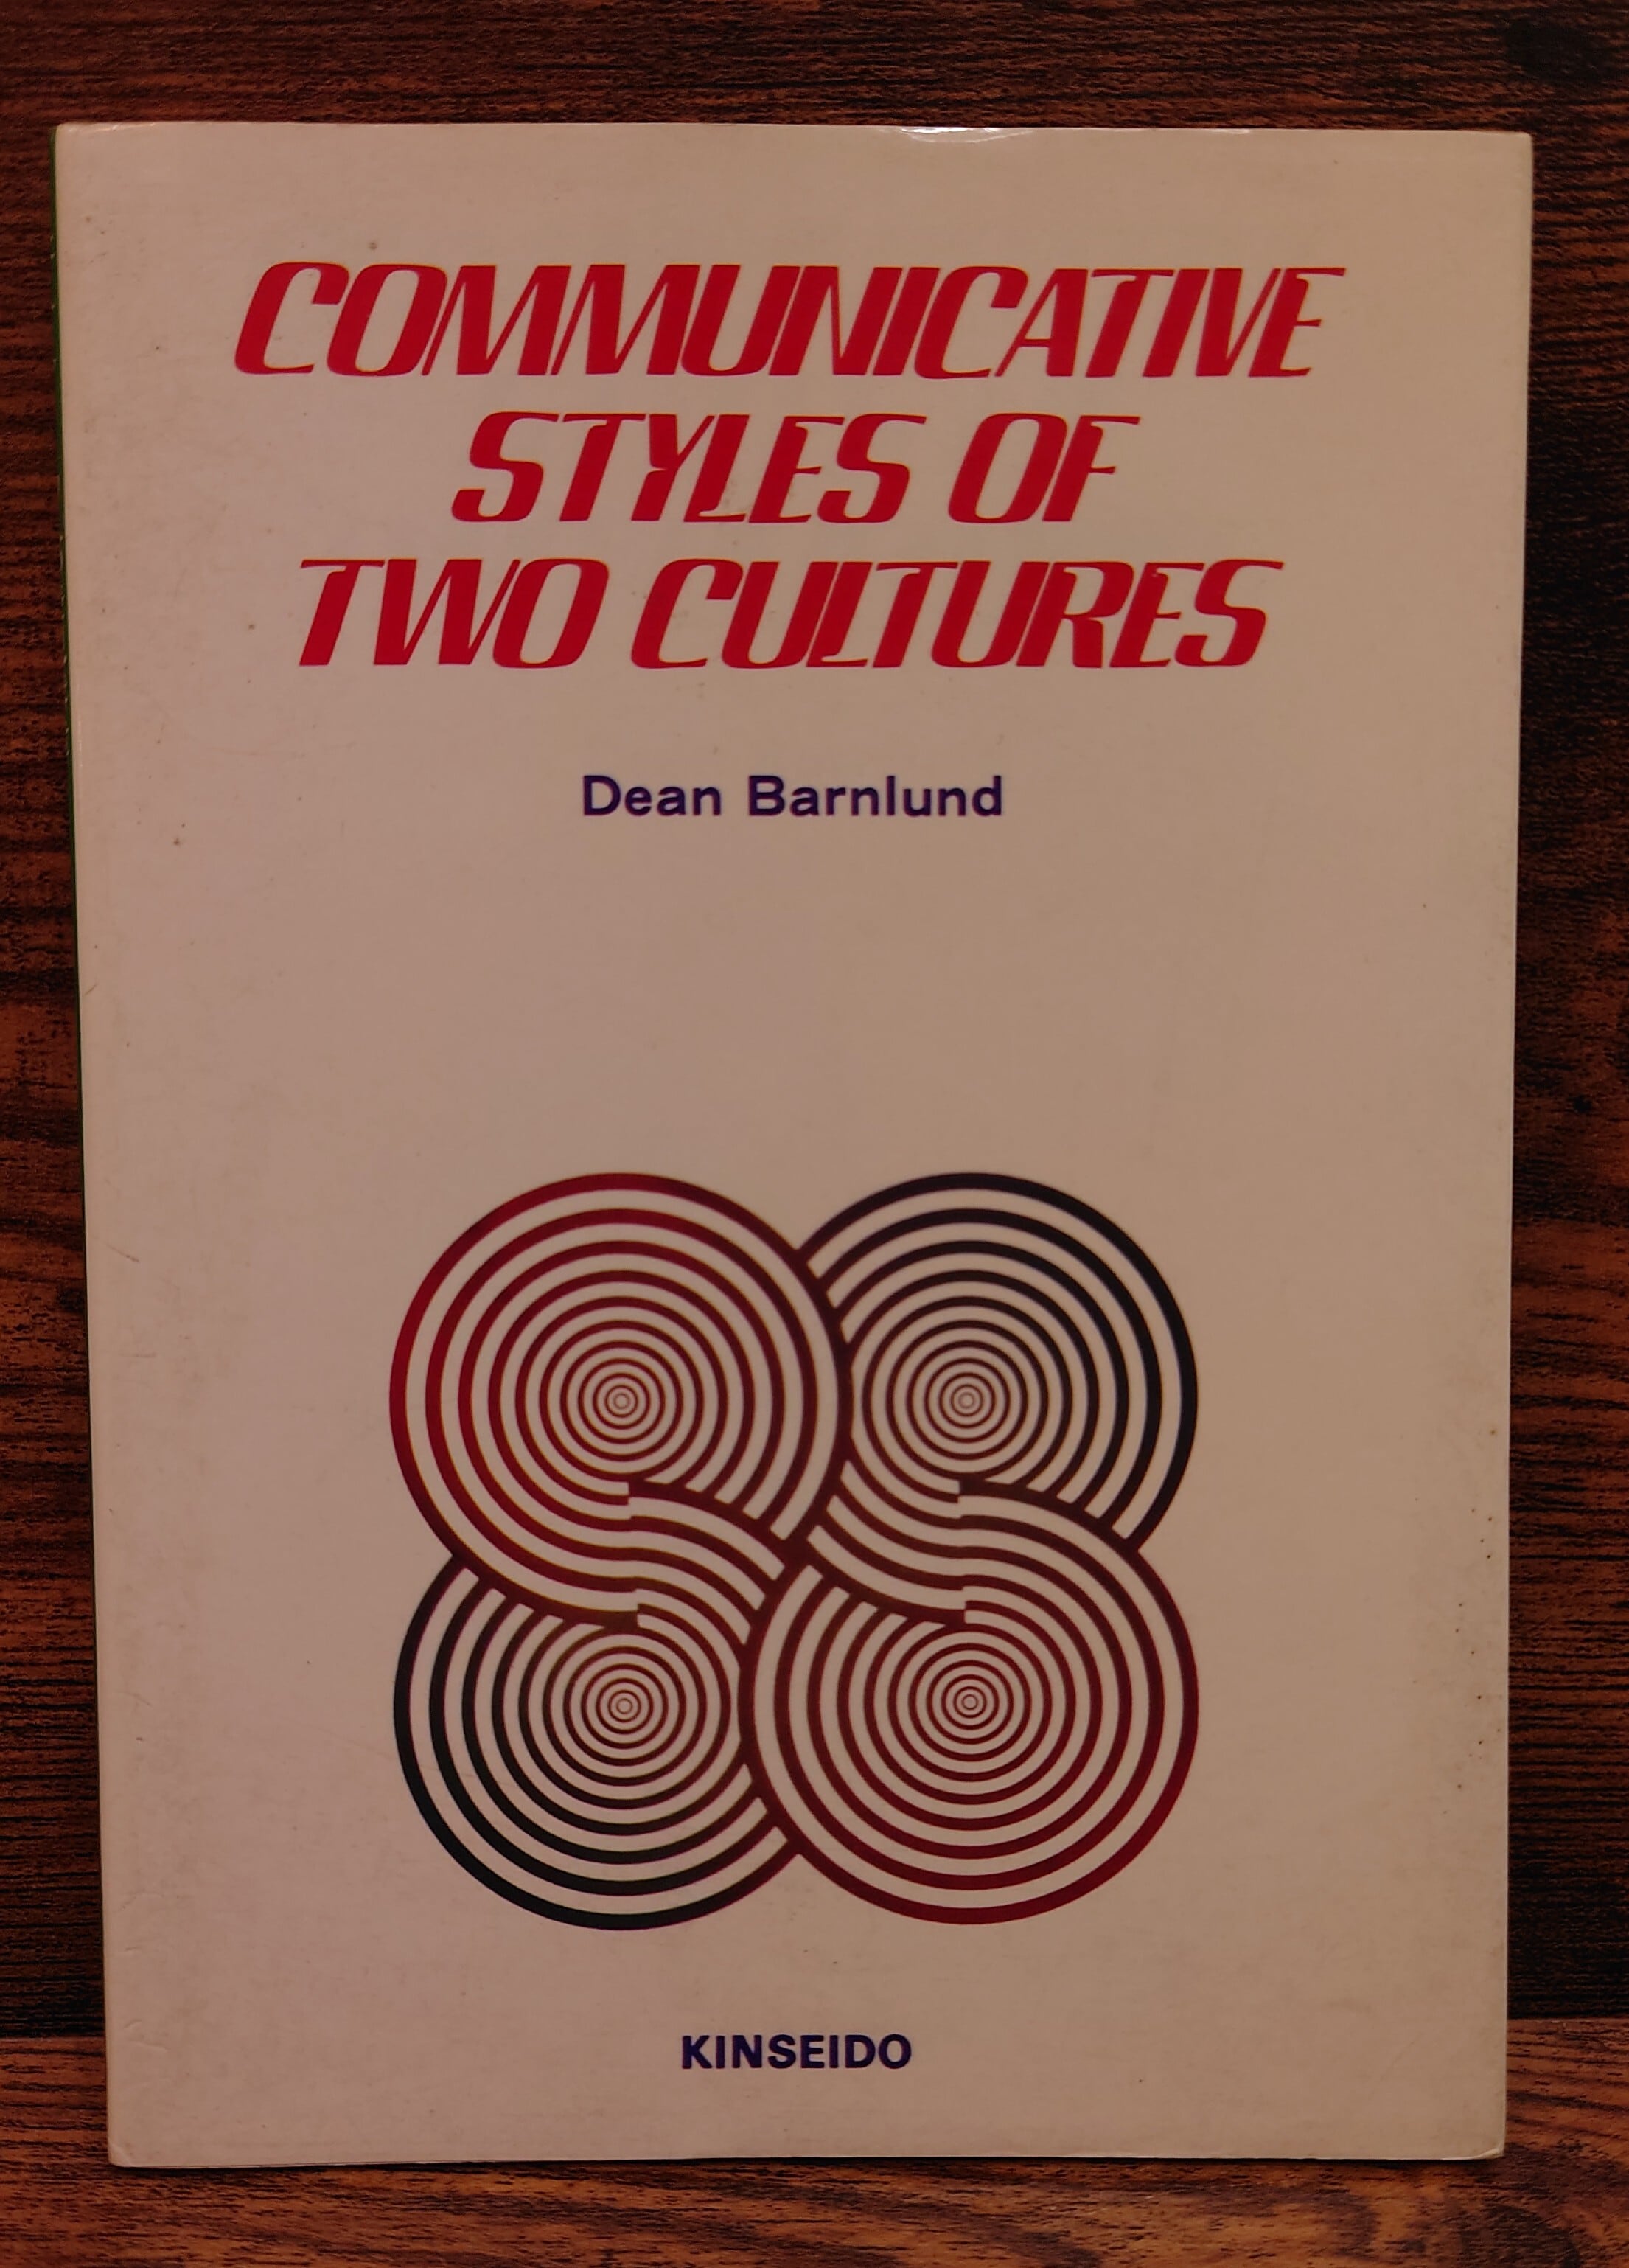 COMMUNICATIVE
STYLES OF
TWO CULTURES
Dean Barnlund
KINSEIDO